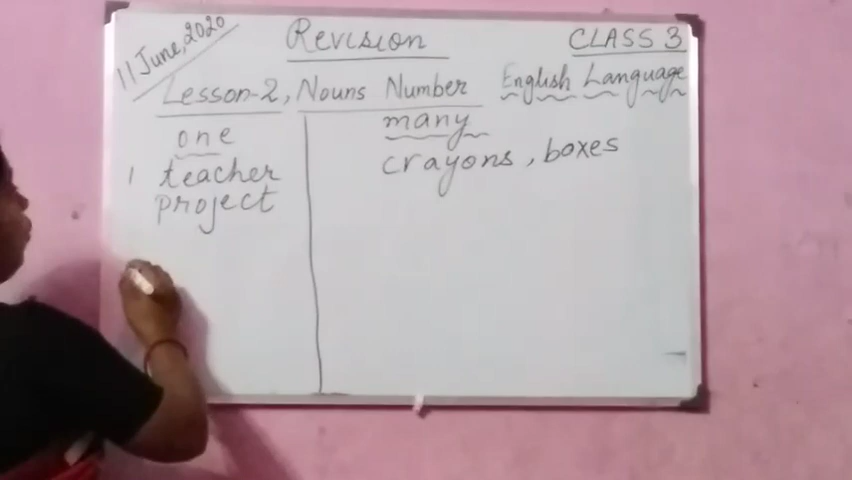 11 June, 2020
Revision
CLASS 3
Lesson-2, Nouns Number
English Language
one
many
1 teacher
crayons, boxes
project